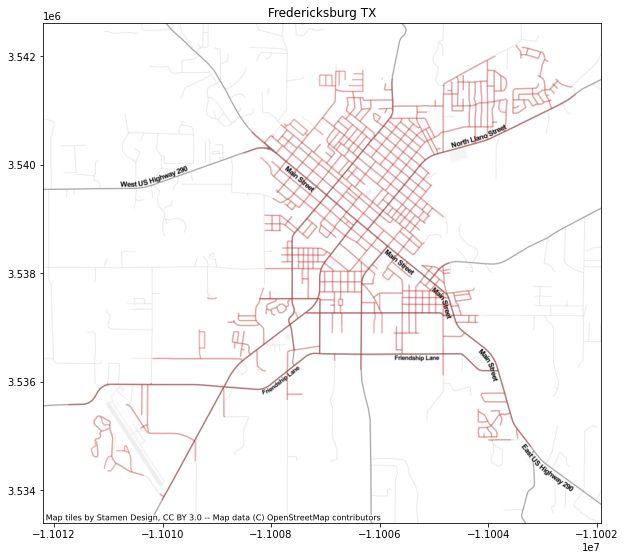 Fredericksburg TX
1e6
3.542
North Llano Street
3.540
West US Highway 290
Main Street
3.538
Main Street
Main Street
3.536
Main Street
Friendship Lane
Friendship Lane
East US Highway 290
3.534
Map tiles by Stamen Design, CC BY 3.0 -- Map data (C) OpenStreetMap contributors
−1.1012 −1.1010 −1.1008 −1.1006 −1.1004 −1.1002
1e7